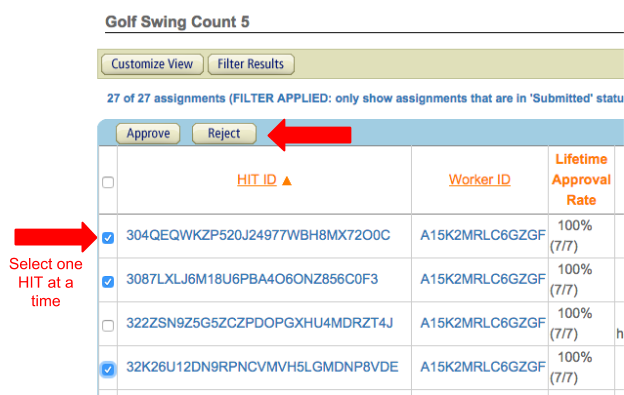 Golf Swing Count 5
Customize View Filter Results
27 of 27 assignments (FILTER APPLIED: only show assignments that are in 'Submitted' statu
Approve Reject
HIT ID ▲ Worker ID Lifetime Approval Rate
Select one HIT at a time
304QEQWKZP520J24977WBH8MX72O0C A15K2MRLC6GZGF 100% (7/7)
3087LXLJ6M18U6PBA4O6ONZ856C0F3 A15K2MRLC6GZGF 100% (7/7)
322ZSN9Z5G5ZCZPDOPGXHU4MDRZT4J A15K2MRLC6GZGF 100% (7/7) h
32K26U12DN9RPNCVMVH5LGMDNP8VDE A15K2MRLC6GZGF 100% (7/7)